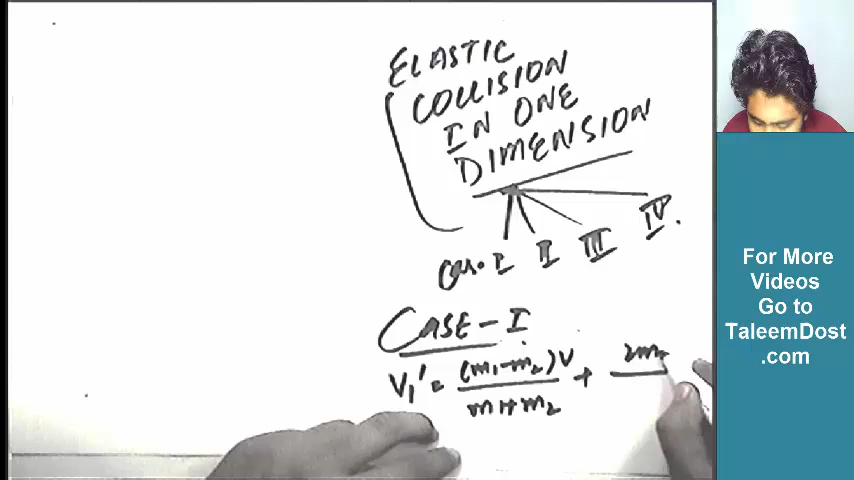 ELASTIC
COLLISION
IN ONE
DIMENSION
Case I II III IV.
CASE - I
V₁' = (m₁-m₂)V + 2m₂
m1+m₂
For More
Videos
Go to
TaleemDost
.com